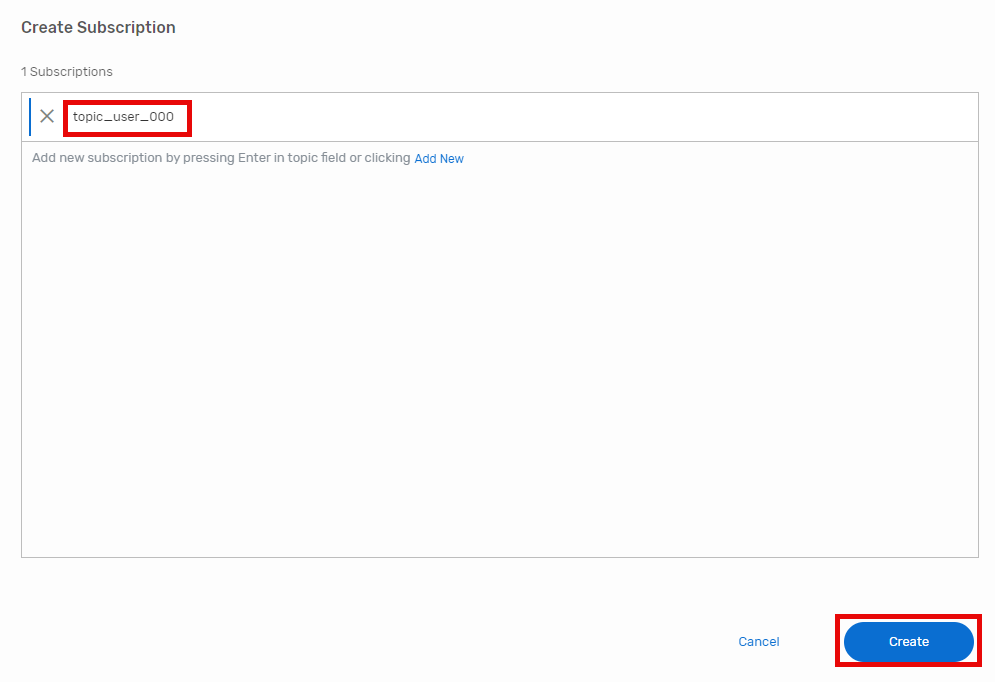 Create Subscription
1 Subscriptions
topic_user_000
Add new subscription by pressing Enter in topic field or clicking Add New
Cancel
Create